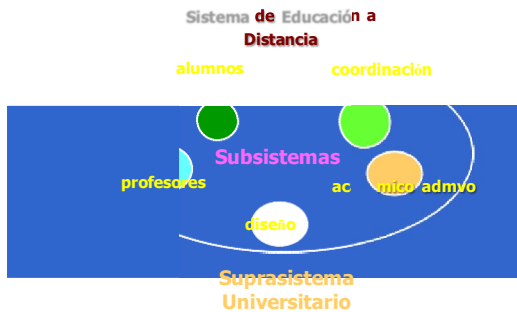 Sistema de Educación a
Distancia
alumnos coordinación
Subsistemas
profesores ac mico admvo
diseño
Suprasistema
Universitario